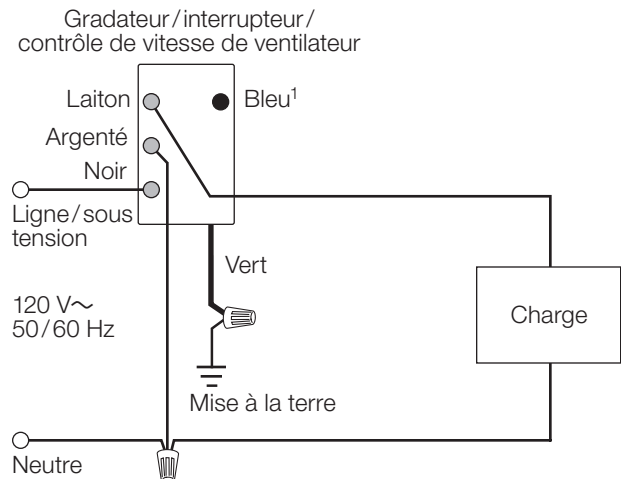 Gradateur/interrupteur/
contrôle de vitesse de ventilateur
Laiton
Bleu¹
Argenté
Noir
Ligne/sous
tension
Vert
120 V～
50/60 Hz
Charge
Mise à la terre
Neutre